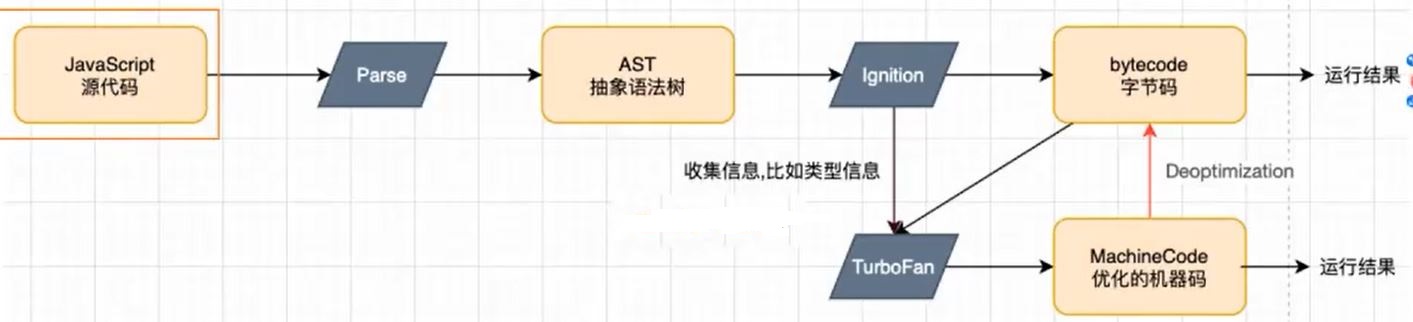 JavaScript
源代码
Parse
AST
抽象语法树
Ignition
bytecode
字节码
运行结果
收集信息,比如类型信息
Deoptimization
TurboFan
MachineCode
优化的机器码
运行结果